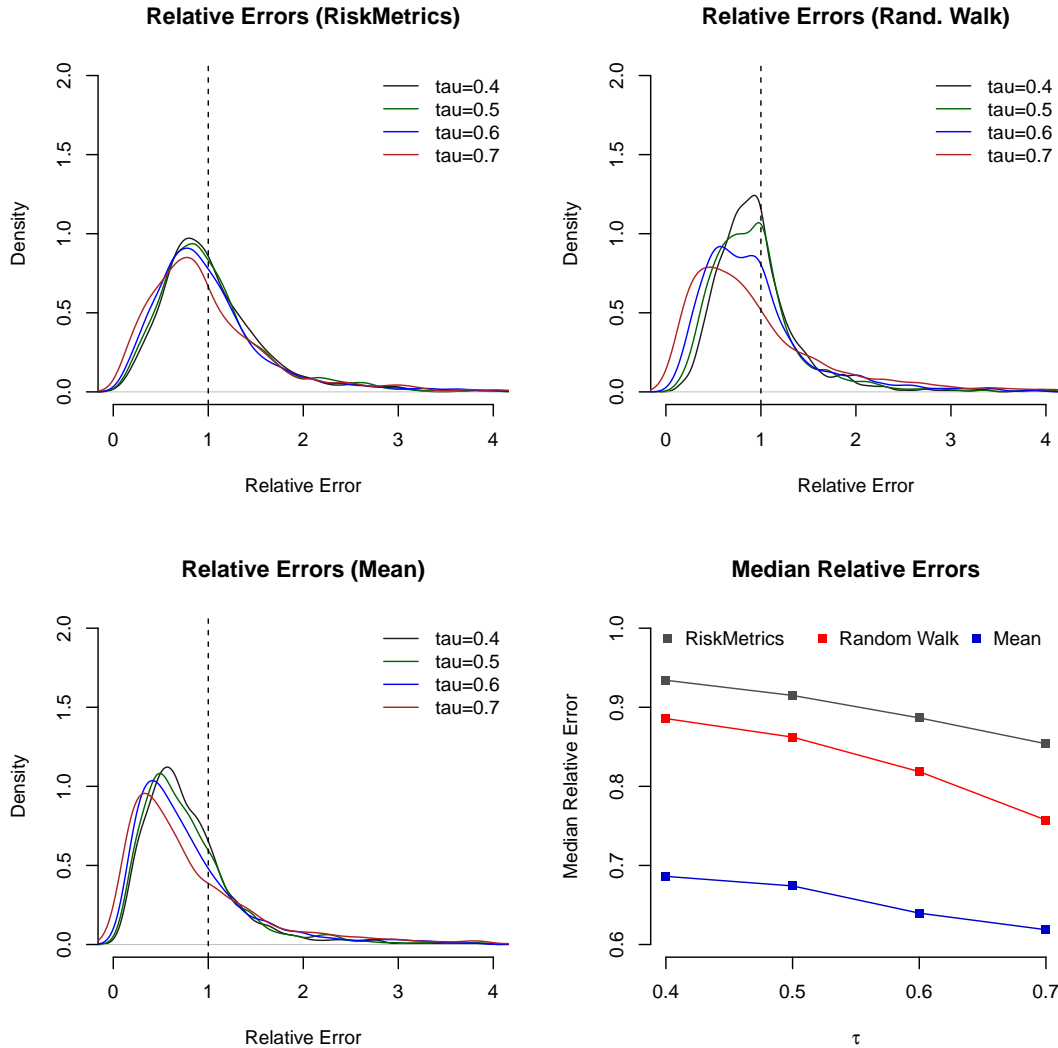 Relative Errors (RiskMetrics)
Density
0.0 0.5 1.0 1.5 2.0
tau=0.4
tau=0.5
tau=0.6
tau=0.7
0 1 2 3 4
Relative Error
Relative Errors (Rand. Walk)
Density
0.0 0.5 1.0 1.5 2.0
tau=0.4
tau=0.5
tau=0.6
tau=0.7
0 1 2 3 4
Relative Error
Relative Errors (Mean)
Density
0.0 0.5 1.0 1.5 2.0
tau=0.4
tau=0.5
tau=0.6
tau=0.7
0 1 2 3 4
Relative Error
Median Relative Errors
Median Relative Error
0.6 0.7 0.8 0.9 1.0
RiskMetrics Random Walk Mean
0.4 0.5 0.6 0.7
τ